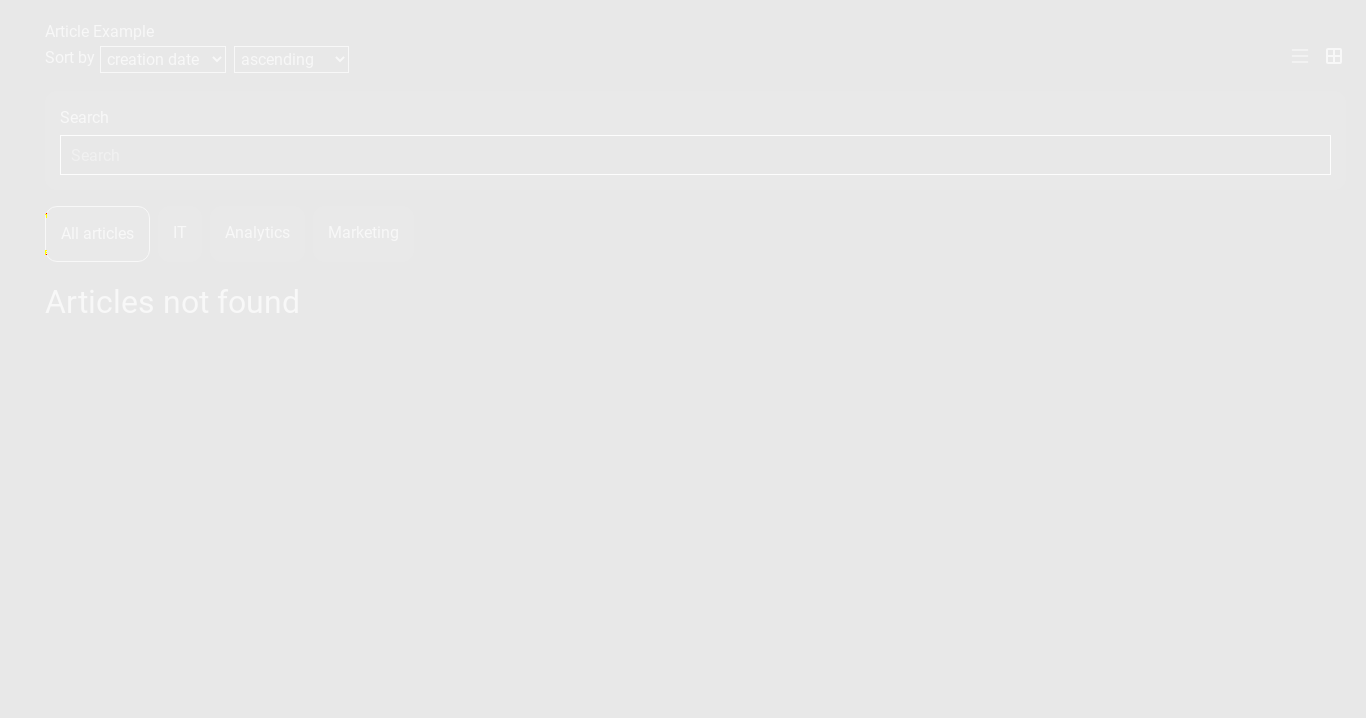 Article Example
Sort by creation date ascending
Search
Search
All articles IT Analytics Marketing
Articles not found